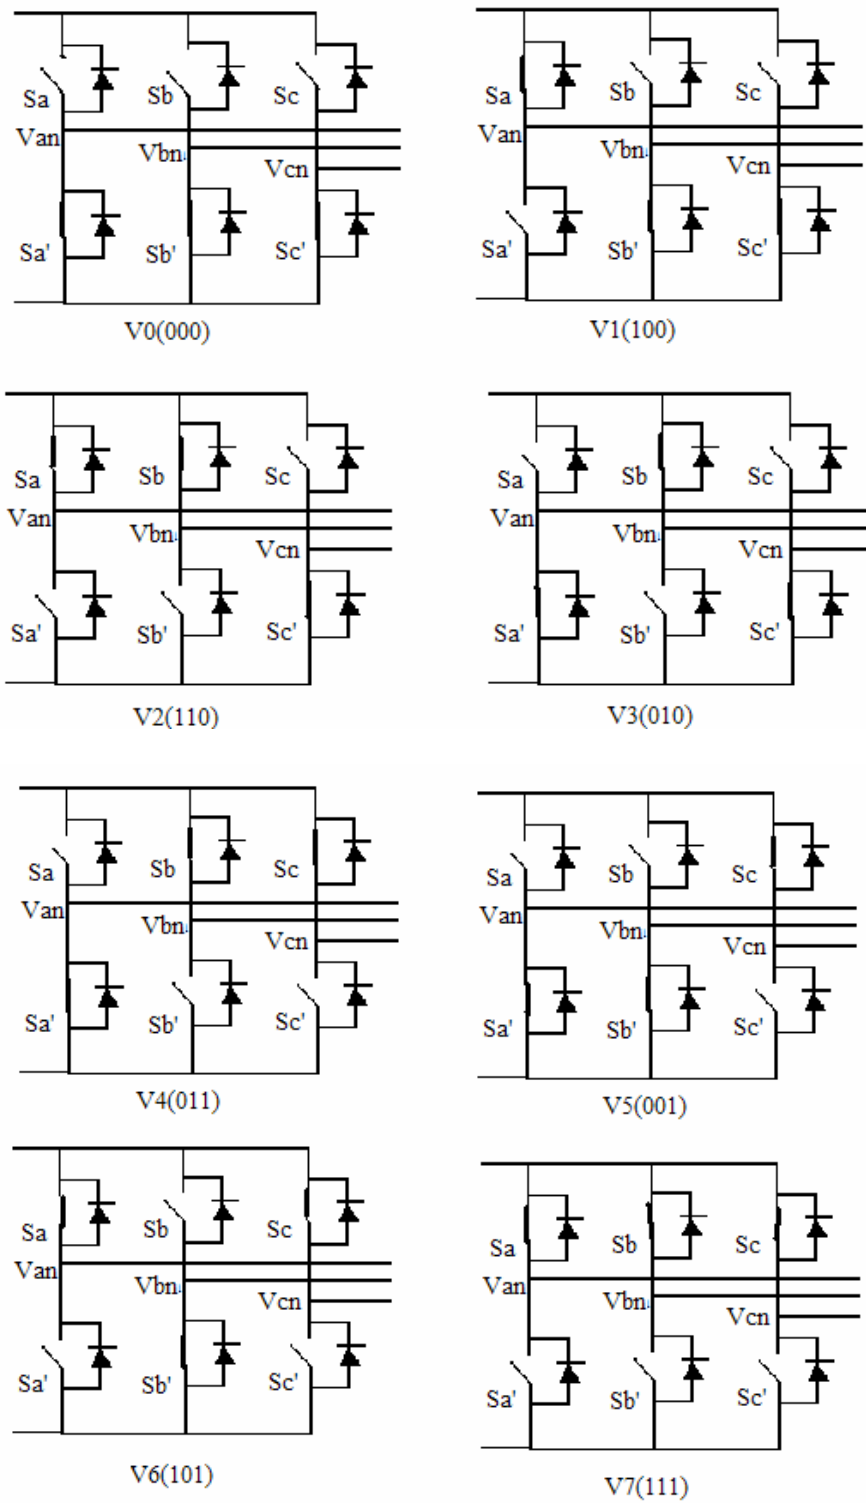 Sa Sb Sc
Van
Vbn
Vcn
Sa' Sb' Sc'
V0(000)
Sa Sb Sc
Van
Vbn
Vcn
Sa' Sb' Sc'
V1(100)
Sa Sb Sc
Van
Vbn
Vcn
Sa' Sb' Sc'
V2(110)
Sa Sb Sc
Van
Vbn
Vcn
Sa' Sb' Sc'
V3(010)
Sa Sb Sc
Van
Vbn
Vcn
Sa' Sb' Sc'
V4(011)
Sa Sb Sc
Van
Vbn
Vcn
Sa' Sb' Sc'
V5(001)
Sa Sb Sc
Van
Vbn
Vcn
Sa' Sb' Sc'
V6(101)
Sa Sb Sc
Van
Vbn
Vcn
Sa' Sb' Sc'
V7(111)